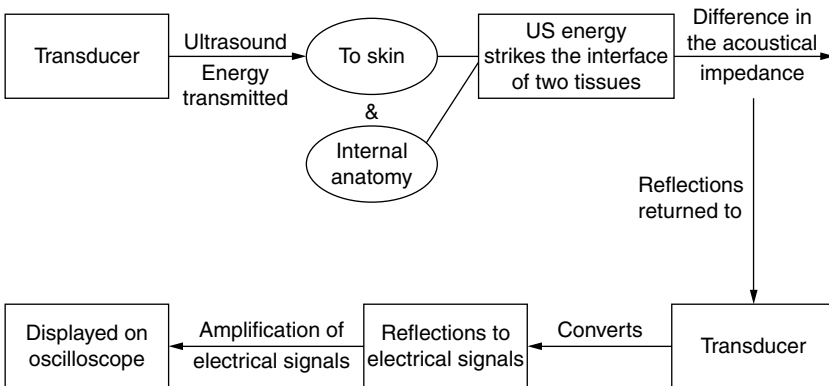 Transducer
Ultrasound
Energy
transmitted
To skin
&
Internal
anatomy
US energy
strikes the interface
of two tissues
Difference in
the acoustical
impedance
Reflections
returned to
Transducer
Converts
Reflections to
electrical signals
Amplification of
electrical signals
Displayed on
oscilloscope